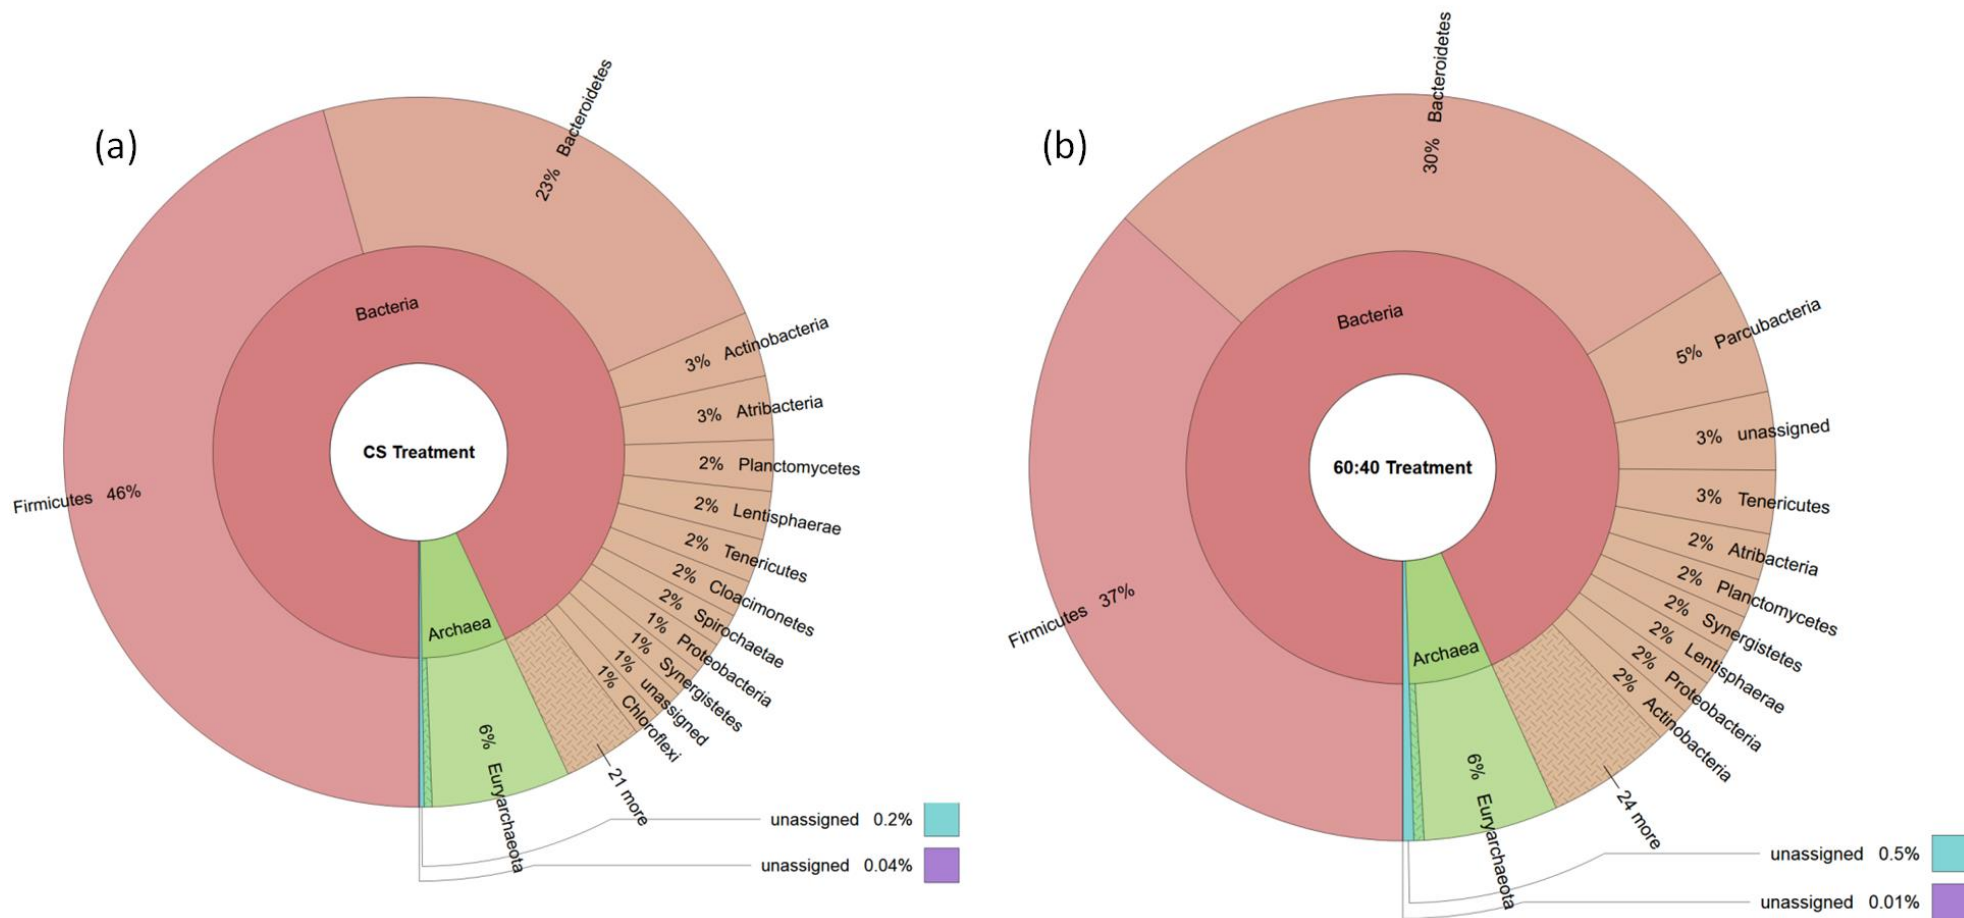 (a)
Bacteroidetes
23%
Bacteria
3% Actinobacteria
3% Atribacteria
CS Treatment
2% Planctomycetes
Firmicutes 46%
2% Lentisphaerae
2% Tenericutes
2% Cloacimonetes
2% Spirochaetae
1% Proteobacteria
1% Synergistetes
1% unassigned
1% Chloroflexi
Archaea
6% Euryarchaeota
21 more
unassigned 0.2%
unassigned 0.04%
(b)
30% Bacteroidetes
Bacteria
5% Parcubacteria
3% unassigned
60:40 Treatment
3% Tenericutes
2% Atribacteria
2% Planctomycetes
2% Synergistetes
2% Lentisphaerae
2% Proteobacteria
2% Actinobacteria
Firmicutes 37%
Archaea
6% Euryarchaeota
24 more
unassigned 0.5%
unassigned 0.01%